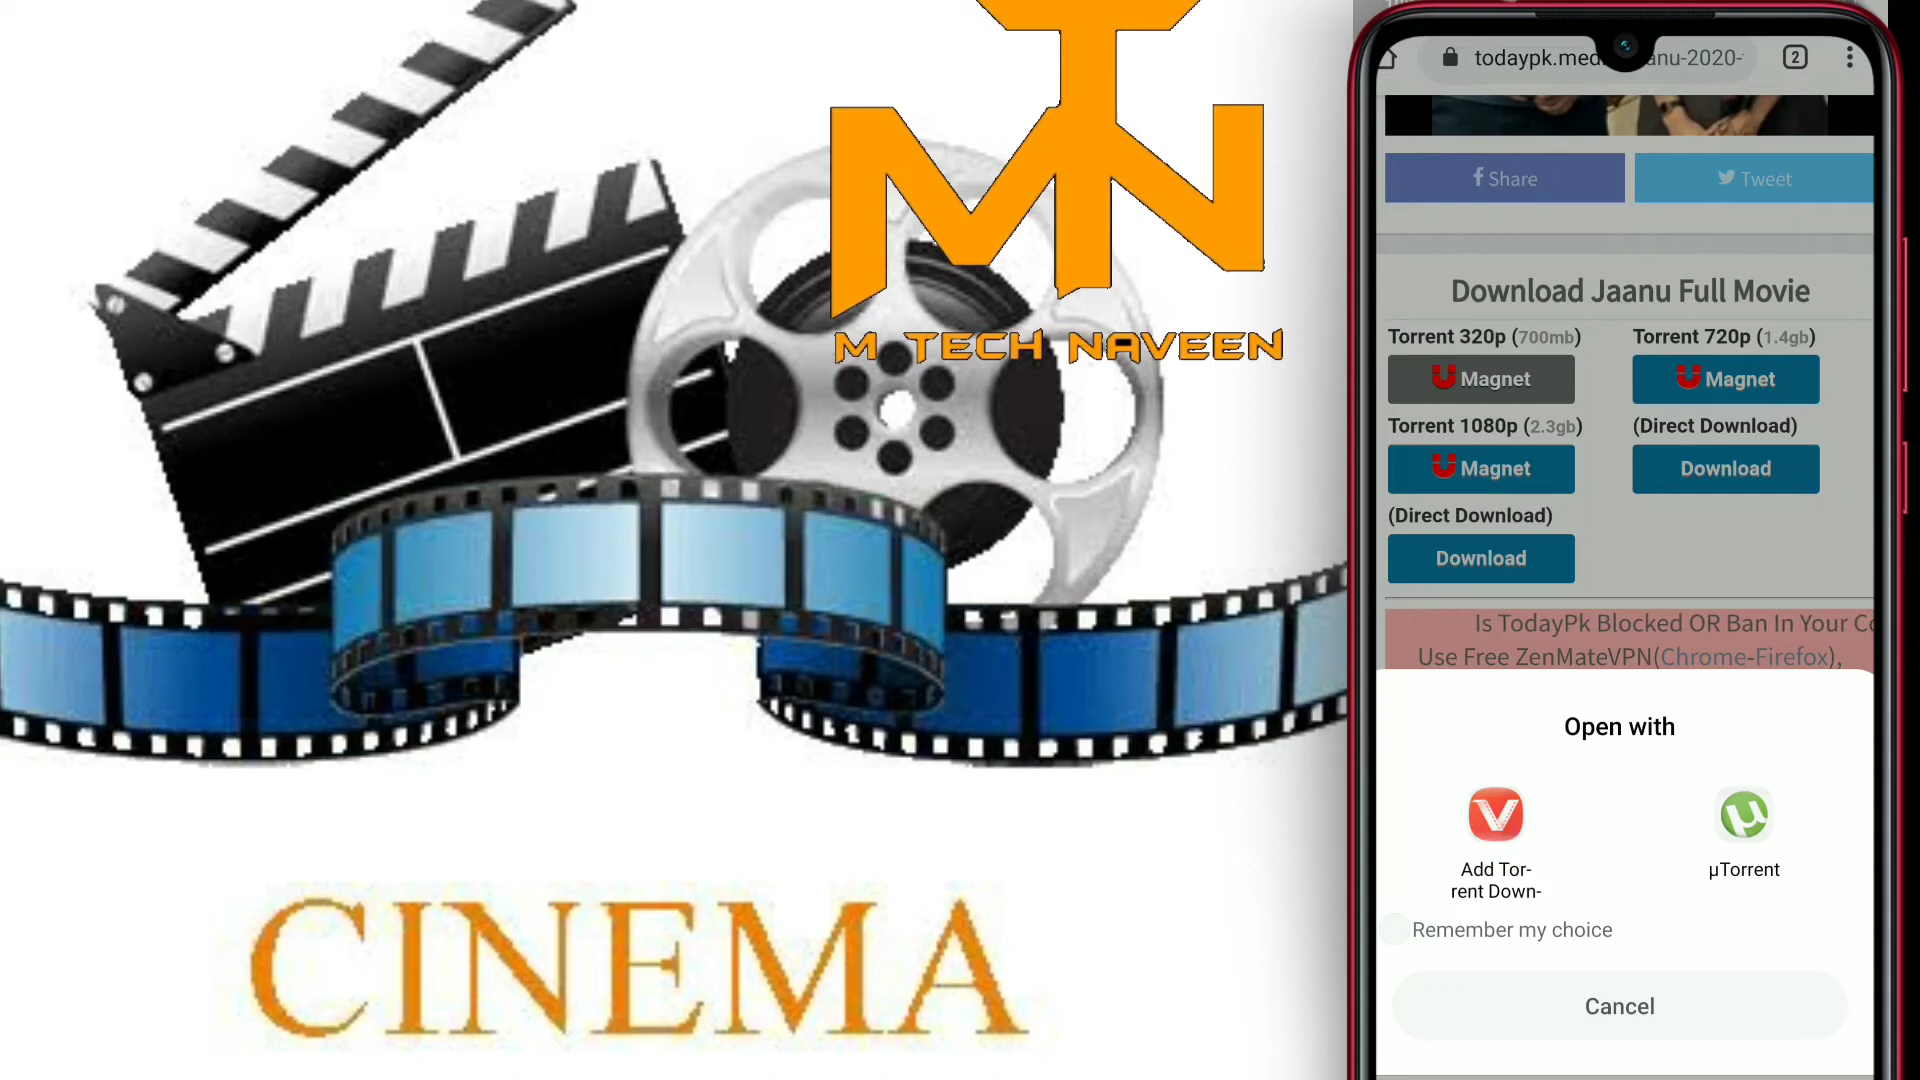 M TECH NAVEEN
CINEMA
todaypk.med
anu-2020-
2
Share
Tweet
Download Jaanu Full Movie
Torrent 320p (700mb)
Torrent 720p (1.4gb)
Magnet
Magnet
Torrent 1080p (2.3gb)
(Direct Download)
Magnet
Download
(Direct Download)
Download
Is TodayPk Blocked OR Ban In Your Co
Use Free ZenMateVPN(Chrome-Firefox),
Open with
Add Tor-
rent Down-
µTorrent
Remember my choice
Cancel